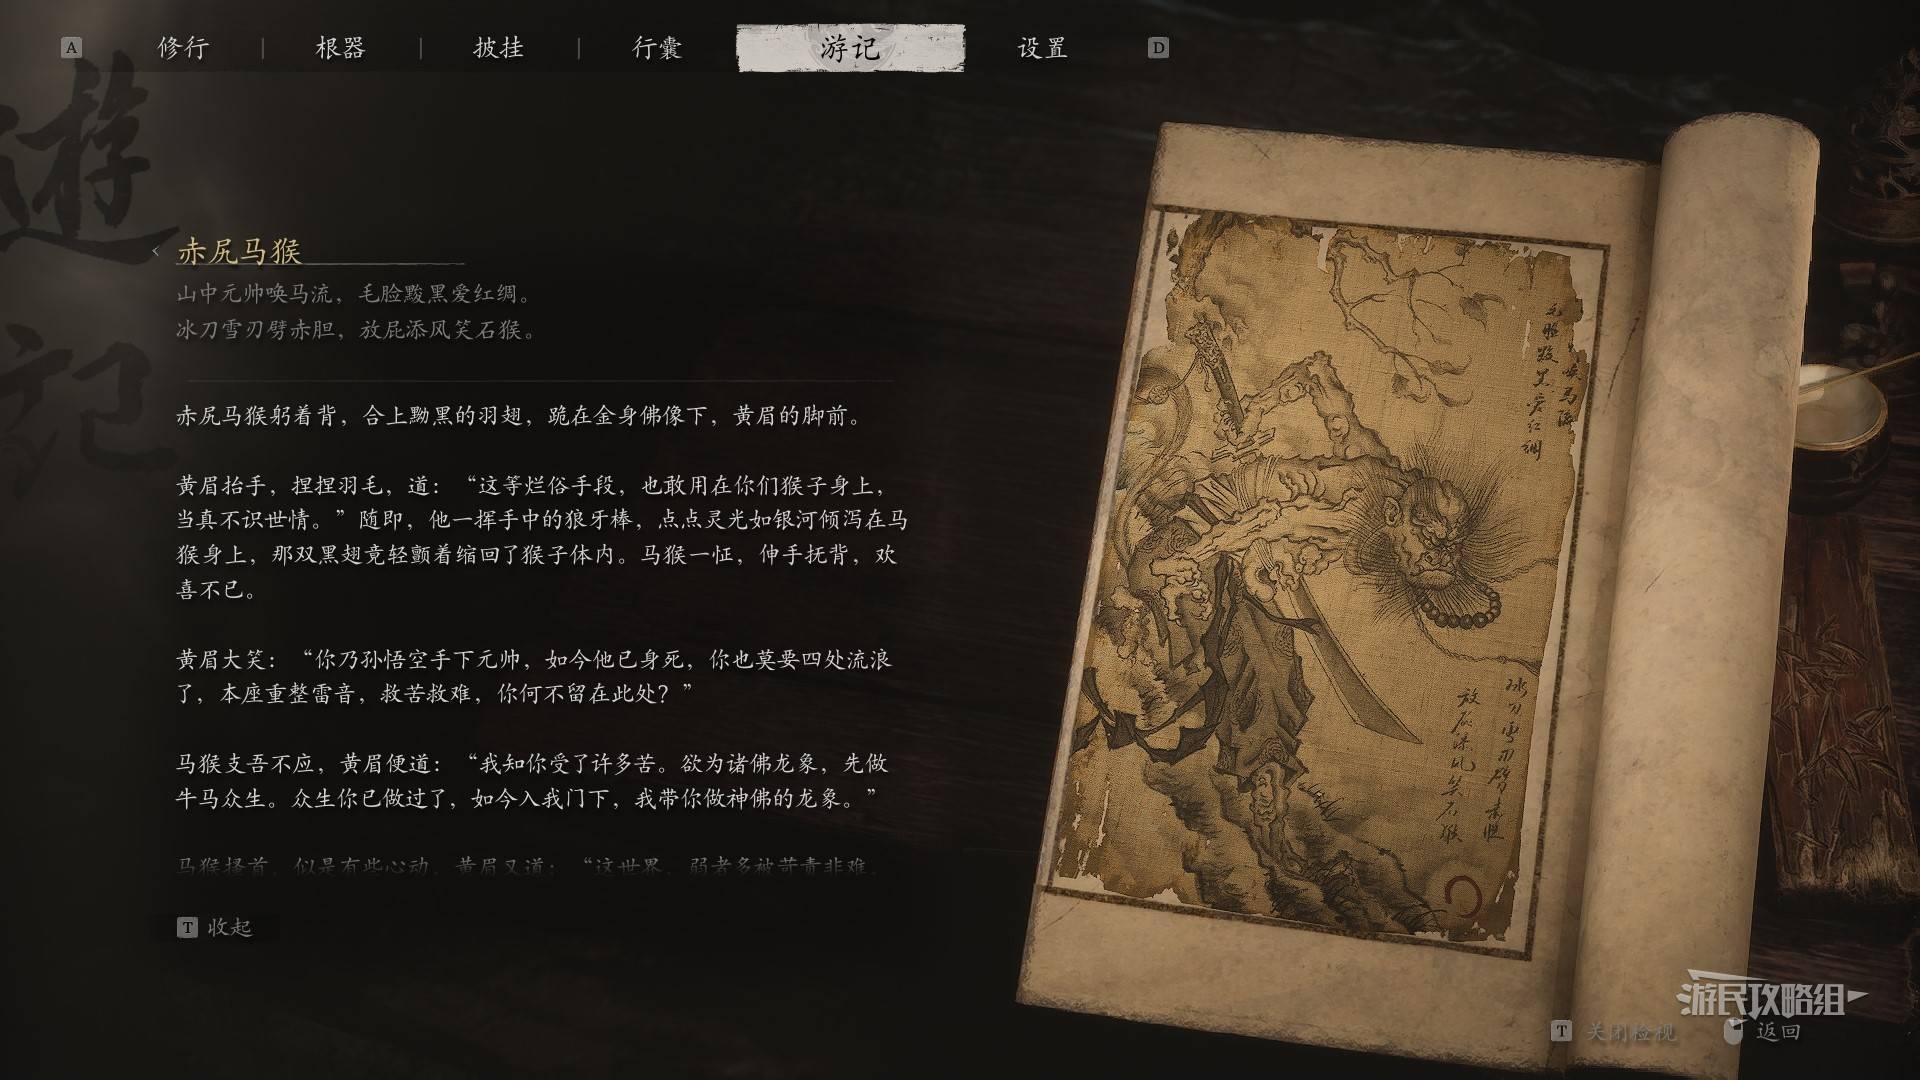 A
修行
根器
披挂
行囊
游记
设置
D
遊記
赤尻马猴
山中元帅唤马流，毛脸黢黑爱红绸。
冰刀雪刃劈赤胆，放屁添风笑石猴。
赤尻马猴躬着背，合上黝黑的羽翅，跪在金身佛像下，黄眉的脚前。
黄眉抬手，捏捏羽毛，道：“这等烂俗手段，也敢用在你们猴子身上，
当真不识世情。”随即，他一挥手中的狼牙棒，点点灵光如银河倾泻在马
猴身上，那双黑翅竟轻颤着缩回了猴子体内。马猴一怔，伸手抚背，欢
喜不已。
黄眉大笑：“你乃孙悟空手下元帅，如今他已身死，你也莫要四处流浪
了，本座重整雷音，救苦救难，你何不留在此处？”
马猴支吾不应，黄眉便道：“我知你受了许多苦。欲为诸佛龙象，先做
牛马众生。众生你已做过了，如今入我门下，我带你做神佛的龙象。”
马猴搔首，似是有些心动，黄眉又道：“这世界，弱者多被苛责非难，
T 收起
唤马流
毛脸黢黑爱红绸
冰刀雪刃劈赤胆
放屁添风笑石猴
游民攻略组
T 关闭检视
返回